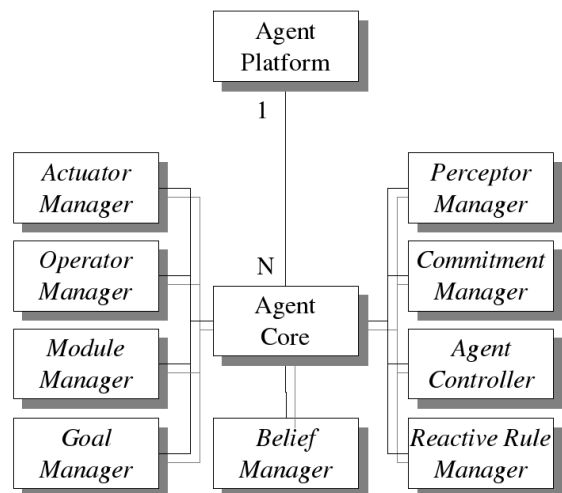 Agent
Platform
1
Actuator
Manager
Perceptor
Manager
Operator
Manager
N
Commitment
Manager
Agent
Core
Module
Manager
Agent
Controller
Goal
Manager
Belief
Manager
Reactive Rule
Manager